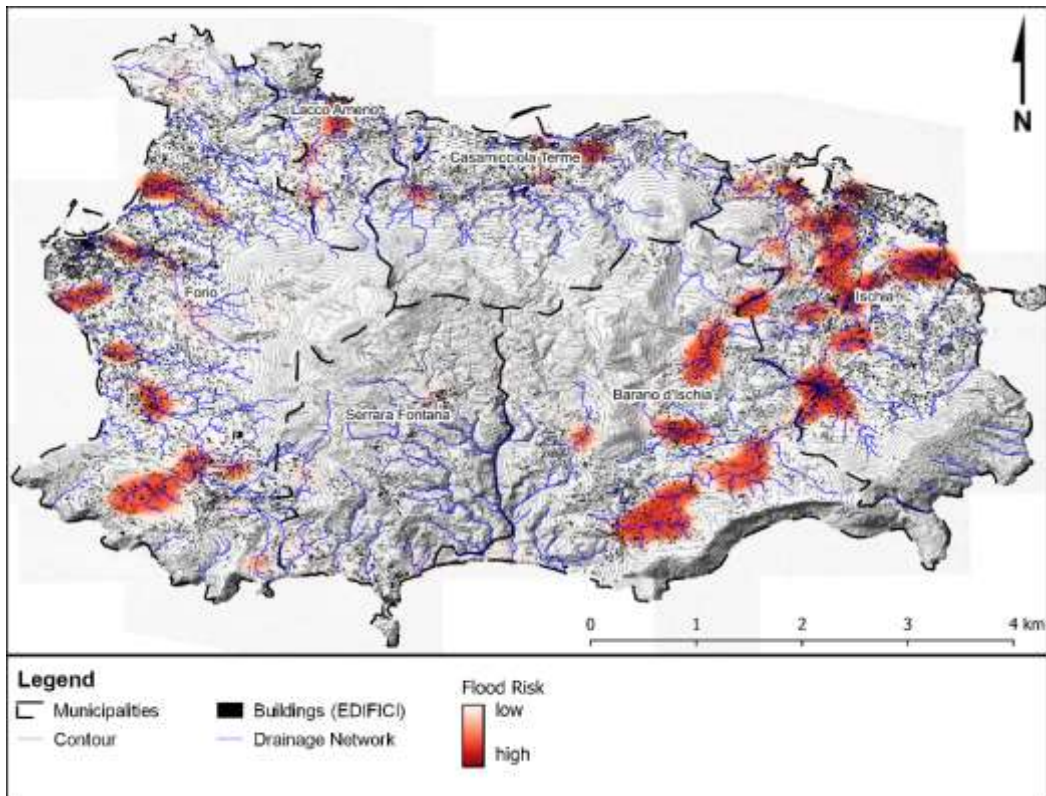 N
Lacco Ameno
Casamicciola Terme
Forio
Ischia
Barano d'Ischia
Serrara Fontana
0 1 2 3 4 km
Legend
Municipalities
Contour
Buildings (EDIFICI)
Drainage Network
Flood Risk
low
high